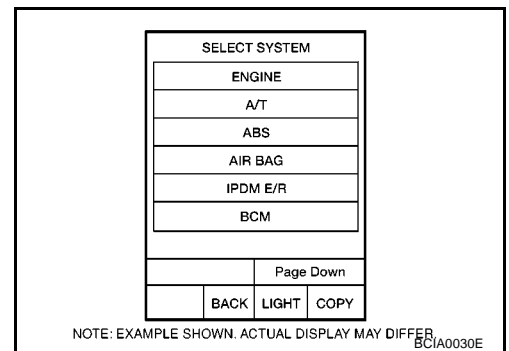 SELECT SYSTEM
ENGINE
A/T
ABS
AIR BAG
IPDM E/R
BCM
Page Down
BACK LIGHT COPY
NOTE: EXAMPLE SHOWN. ACTUAL DISPLAY MAY DIFFER.
BCIA0030E